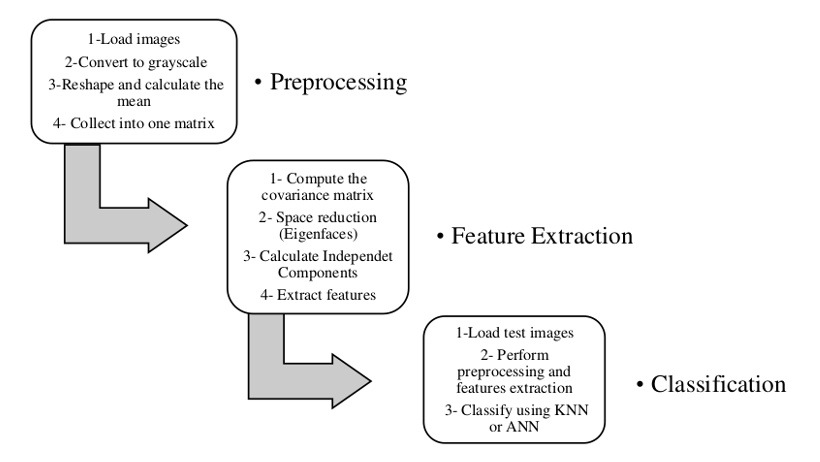 1-Load images
2-Convert to grayscale
3-Reshape and calculate the
mean
4- Collect into one matrix
• Preprocessing
1- Compute the
covariance matrix
2- Space reduction
(Eigenfaces)
3- Calculate Independet
Components
4- Extract features
• Feature Extraction
1-Load test images
2- Perform
preprocessing and
features extraction
3- Classify using KNN
or ANN
• Classification